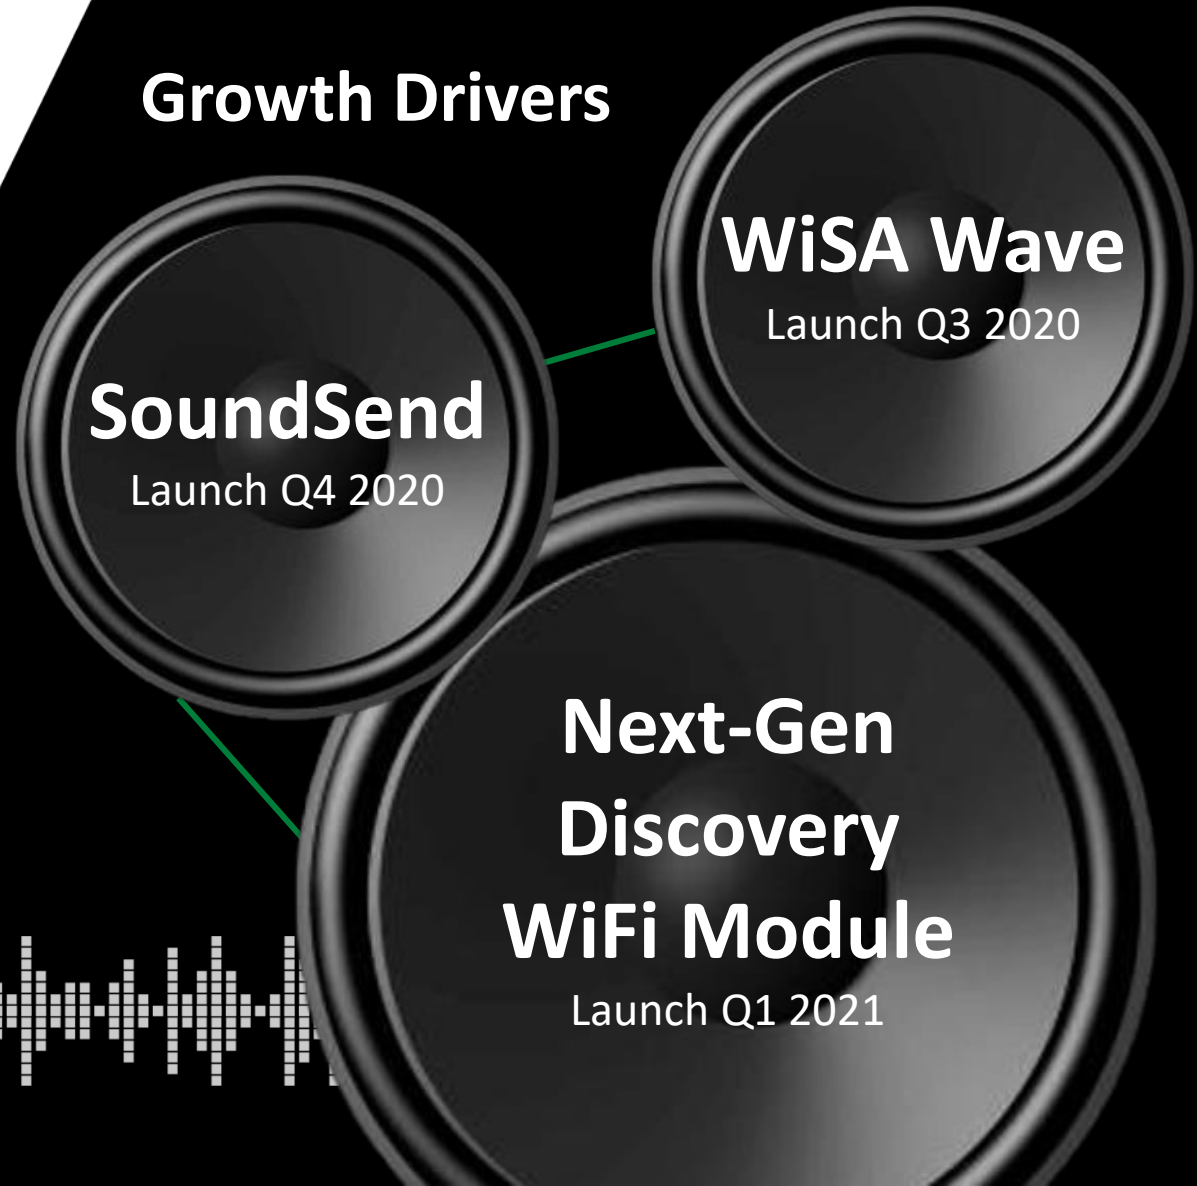 Growth Drivers
WiSA Wave
Launch Q3 2020
SoundSend
Launch Q4 2020
Next-Gen
Discovery
WiFi Module
Launch Q1 2021